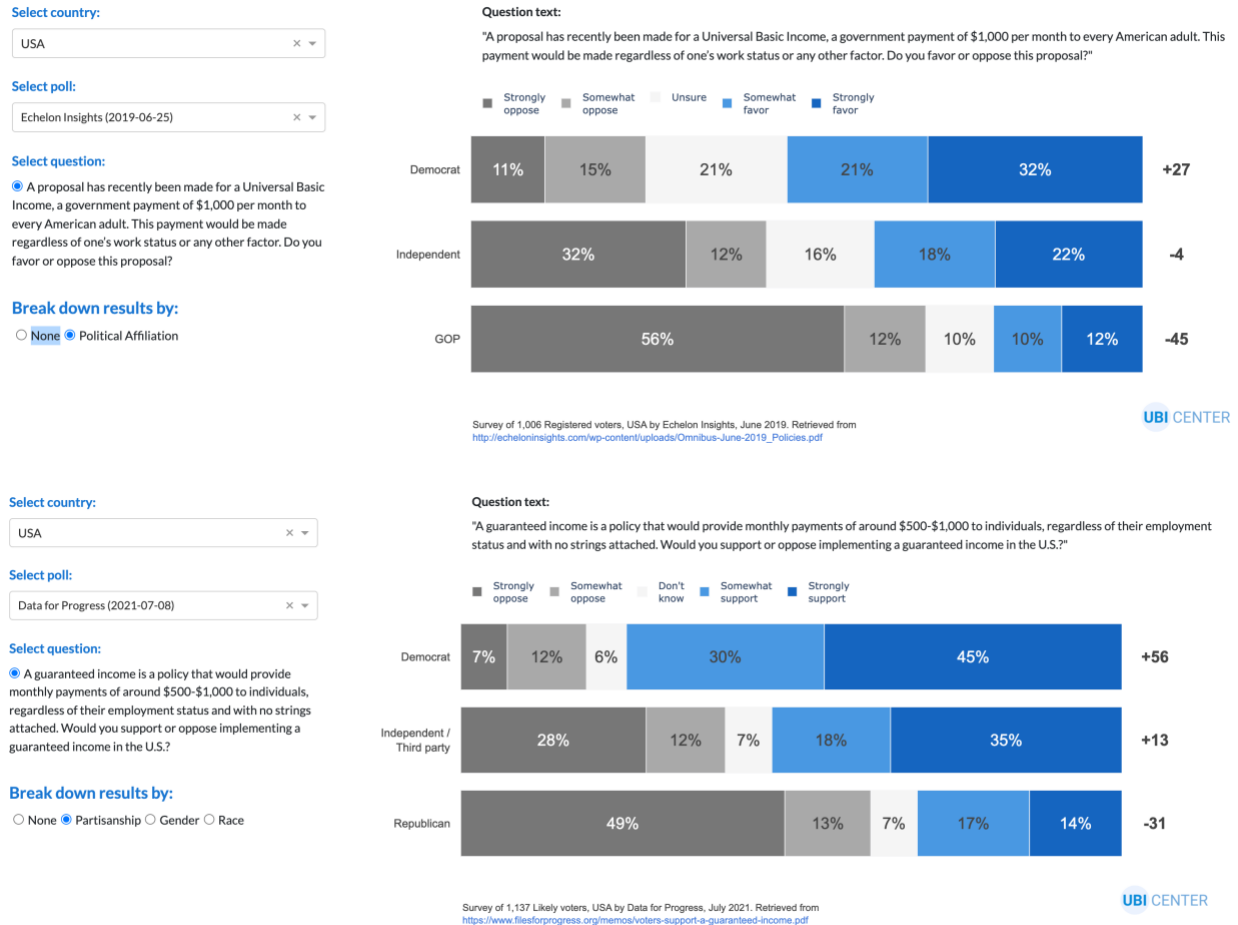 Select country:
USA
Select poll:
Echelon Insights (2019-06-25)
Select question:
A proposal has recently been made for a Universal Basic
Income, a government payment of $1,000 per month to
every American adult. This payment would be made
regardless of one's work status or any other factor. Do you
favor or oppose this proposal?
Break down results by:
None Political Affiliation
Question text:
"A proposal has recently been made for a Universal Basic Income, a government payment of $1,000 per month to every American adult. This
payment would be made regardless of one's work status or any other factor. Do you favor or oppose this proposal?"
Strongly oppose Somewhat oppose Unsure Somewhat favor Strongly favor
Democrat 11% 15% 21% 21% 32% +27
Independent 32% 12% 16% 18% 22% -4
GOP 56% 12% 10% 10% 12% -45
UBI CENTER
Survey of 1,006 Registered voters, USA by Echelon Insights, June 2019. Retrieved from
http://echeloninsights.com/wp-content/uploads/Omnibus-June-2019_Policies.pdf
Select country:
USA
Select poll:
Data for Progress (2021-07-08)
Select question:
A guaranteed income is a policy that would provide
monthly payments of around $500-$1,000 to individuals,
regardless of their employment status and with no strings
attached. Would you support or oppose implementing a
guaranteed income in the U.S.?
Break down results by:
None Partisanship Gender Race
Question text:
"A guaranteed income is a policy that would provide monthly payments of around $500-$1,000 to individuals, regardless of their employment
status and with no strings attached. Would you support or oppose implementing a guaranteed income in the U.S.?"
Strongly oppose Somewhat oppose Don't know Somewhat support Strongly support
Democrat 7% 12% 6% 30% 45% +56
Independent / Third party 28% 12% 7% 18% 35% +13
Republican 49% 13% 7% 17% 14% -31
UBI CENTER
Survey of 1,137 Likely voters, USA by Data for Progress, July 2021. Retrieved from
https://www.filesforprogress.org/memos/voters-support-a-guaranteed-income.pdf